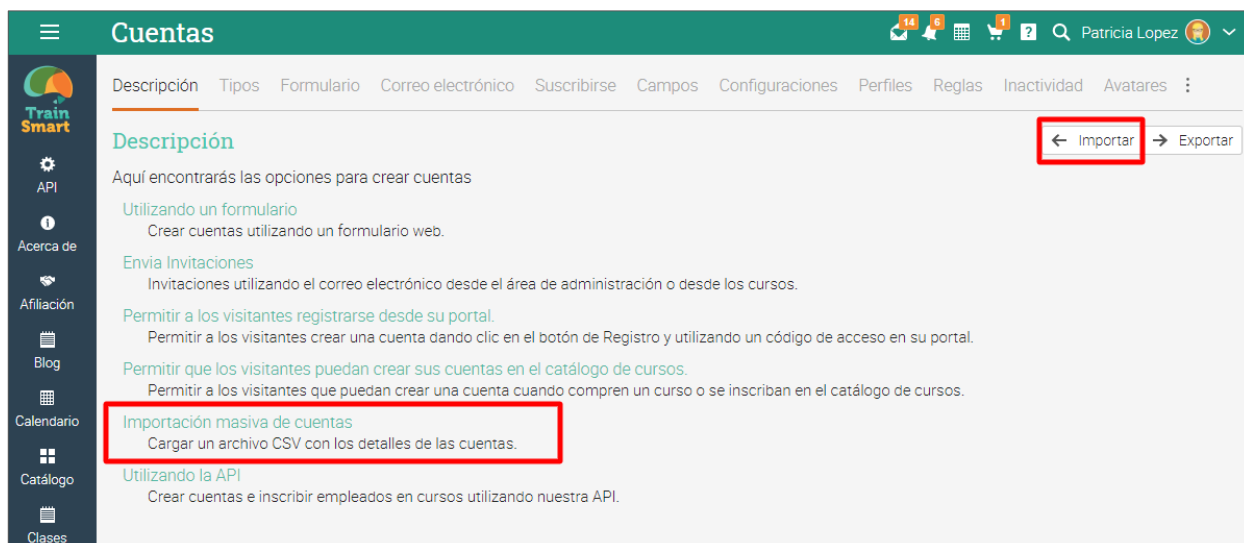 Cuentas
14
6
1
?
Patricia Lopez
Train
Smart
Descripción Tipos Formulario Correo electrónico Suscribirse Campos Configuraciones Perfiles Reglas Inactividad Avatares
Descripción
Importar
Exportar
Aquí encontrarás las opciones para crear cuentas
Utilizando un formulario
Crear cuentas utilizando un formulario web.
Envia Invitaciones
Invitaciones utilizando el correo electrónico desde el área de administración o desde los cursos.
Permitir a los visitantes registrarse desde su portal.
Permitir a los visitantes crear una cuenta dando clic en el botón de Registro y utilizando un código de acceso en su portal.
Permitir que los visitantes puedan crear sus cuentas en el catálogo de cursos.
Permitir a los visitantes que puedan crear una cuenta cuando compren un curso o se inscriban en el catálogo de cursos.
Importación masiva de cuentas
Cargar un archivo CSV con los detalles de las cuentas.
Utilizando la API
Crear cuentas e inscribir empleados en cursos utilizando nuestra API.
API
Acerca de
Afiliación
Blog
Calendario
Catálogo
Clases